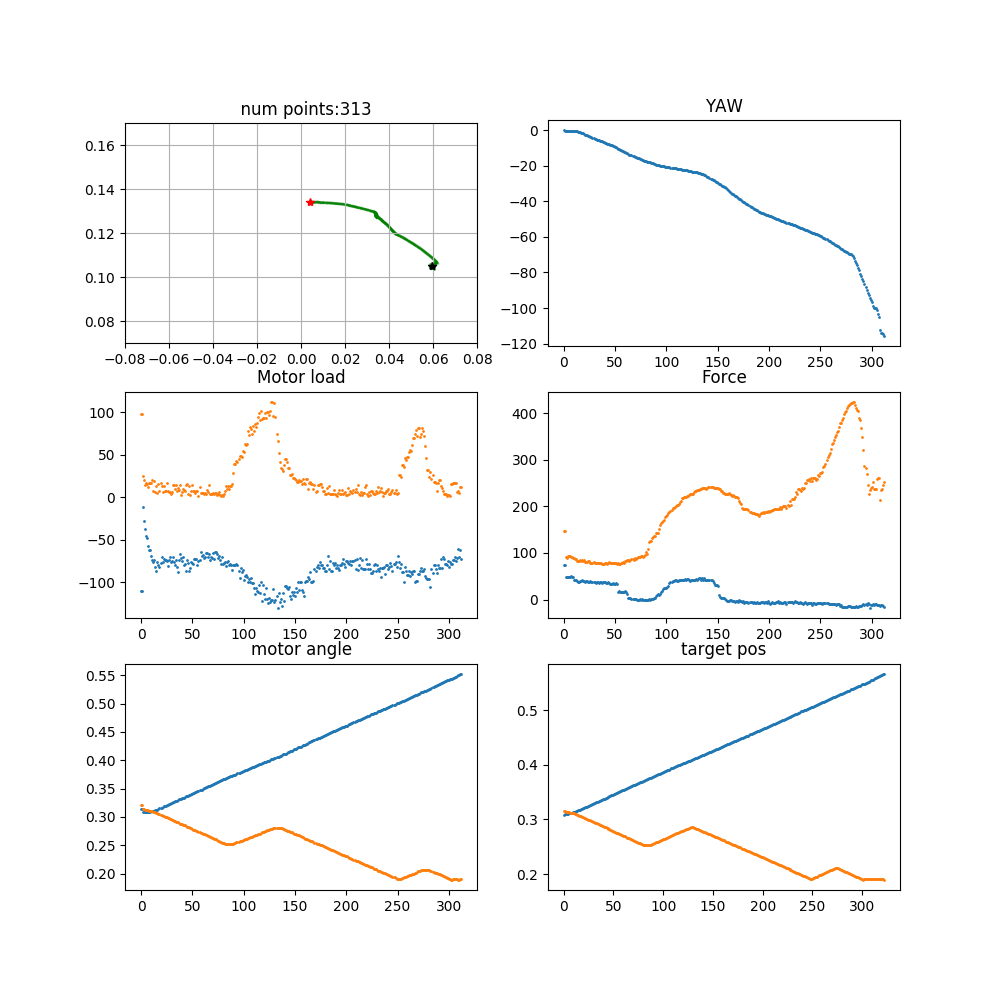 num points:313
0.16
0.14
0.12
0.10
0.08
−0.08 −0.06 −0.04 −0.02 0.00 0.02 0.04 0.06 0.08
YAW
0
−20
−40
−60
−80
−100
−120
0 50 100 150 200 250 300
Motor load
100
50
0
−50
−100
0 50 100 150 200 250 300
Force
400
300
200
100
0
0 50 100 150 200 250 300
motor angle
0.55
0.50
0.45
0.40
0.35
0.30
0.25
0.20
0 50 100 150 200 250 300
target pos
0.5
0.4
0.3
0.2
0 50 100 150 200 250 300